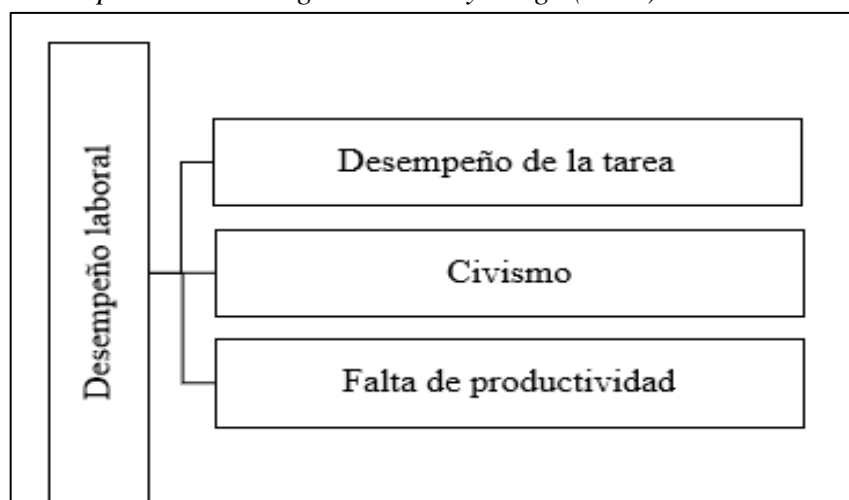 Desempeño laboral
Desempeño de la tarea
Civismo
Falta de productividad